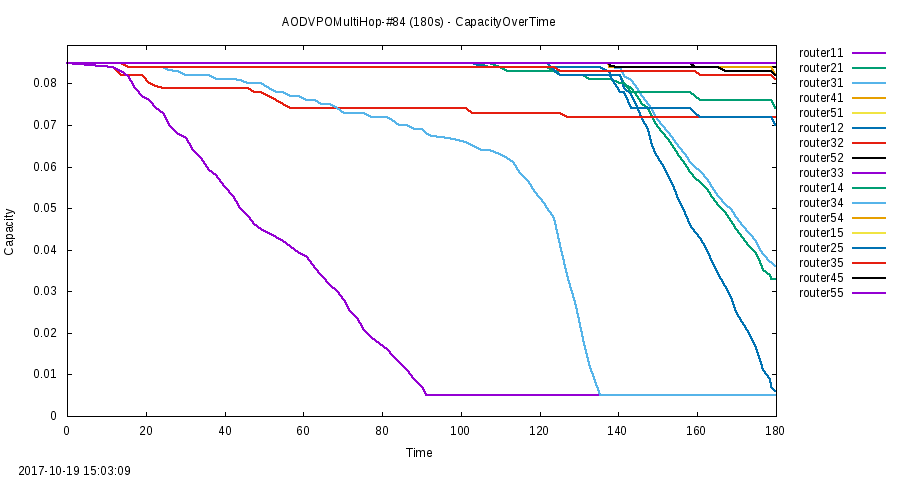 AODVPOMultiHop-#84 (180s) - CapacityOverTime
Capacity
0.08
0.07
0.06
0.05
0.04
0.03
0.02
0.01
0
0 20 40 60 80 100 120 140 160 180
Time
router11
router21
router31
router41
router51
router12
router32
router52
router33
router14
router34
router54
router15
router25
router35
router45
router55
2017-10-19 15:03:09